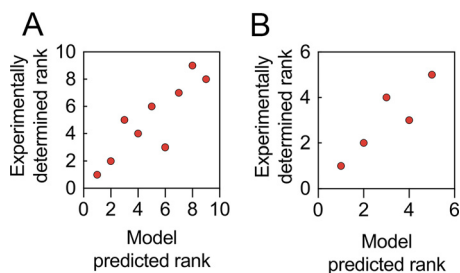 A
Experimentally
determined rank
10
8
6
4
2
0
0 2 4 6 8 10
Model
predicted rank
B
Experimentally
determined rank
6
4
2
0
0 2 4 6
Model
predicted rank